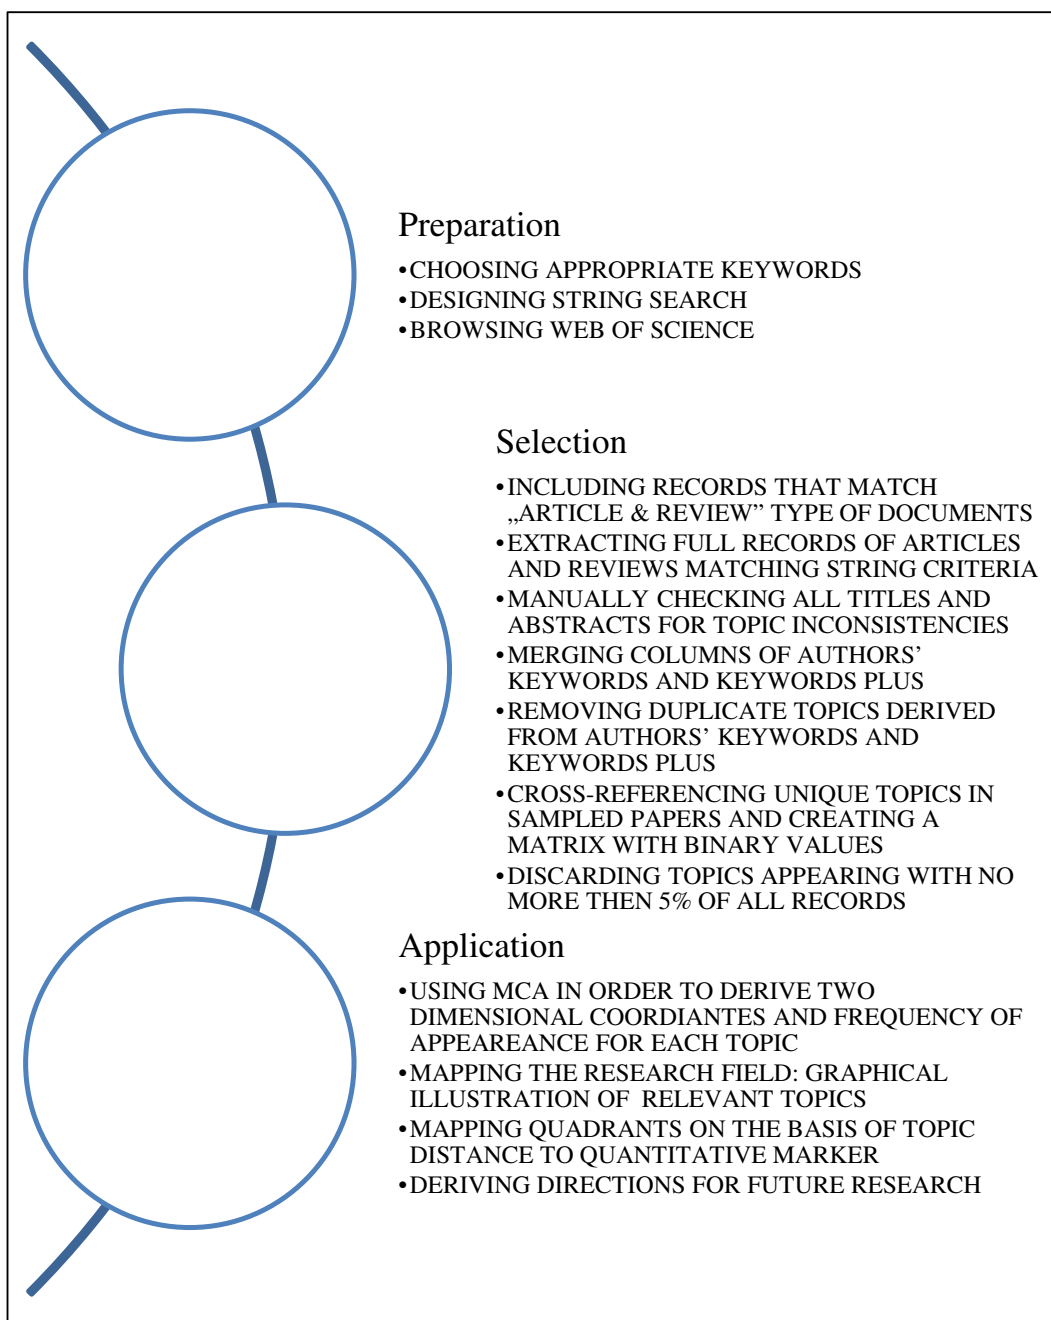 Preparation
•CHOOSING APPROPRIATE KEYWORDS
•DESIGNING STRING SEARCH
•BROWSING WEB OF SCIENCE
Selection
•INCLUDING RECORDS THAT MATCH
„ARTICLE & REVIEW” TYPE OF DOCUMENTS
•EXTRACTING FULL RECORDS OF ARTICLES
AND REVIEWS MATCHING STRING CRITERIA
•MANUALLY CHECKING ALL TITLES AND
ABSTRACTS FOR TOPIC INCONSISTENCIES
•MERGING COLUMNS OF AUTHORS’
KEYWORDS AND KEYWORDS PLUS
•REMOVING DUPLICATE TOPICS DERIVED
FROM AUTHORS’ KEYWORDS AND
KEYWORDS PLUS
•CROSS-REFERENCING UNIQUE TOPICS IN
SAMPLED PAPERS AND CREATING A
MATRIX WITH BINARY VALUES
•DISCARDING TOPICS APPEARING WITH NO
MORE THEN 5% OF ALL RECORDS
Application
•USING MCA IN ORDER TO DERIVE TWO
DIMENSIONAL COORDIANTES AND FREQUENCY OF
APPEAREANCE FOR EACH TOPIC
•MAPPING THE RESEARCH FIELD: GRAPHICAL
ILLUSTRATION OF RELEVANT TOPICS
•MAPPING QUADRANTS ON THE BASIS OF TOPIC
DISTANCE TO QUANTITATIVE MARKER
•DERIVING DIRECTIONS FOR FUTURE RESEARCH